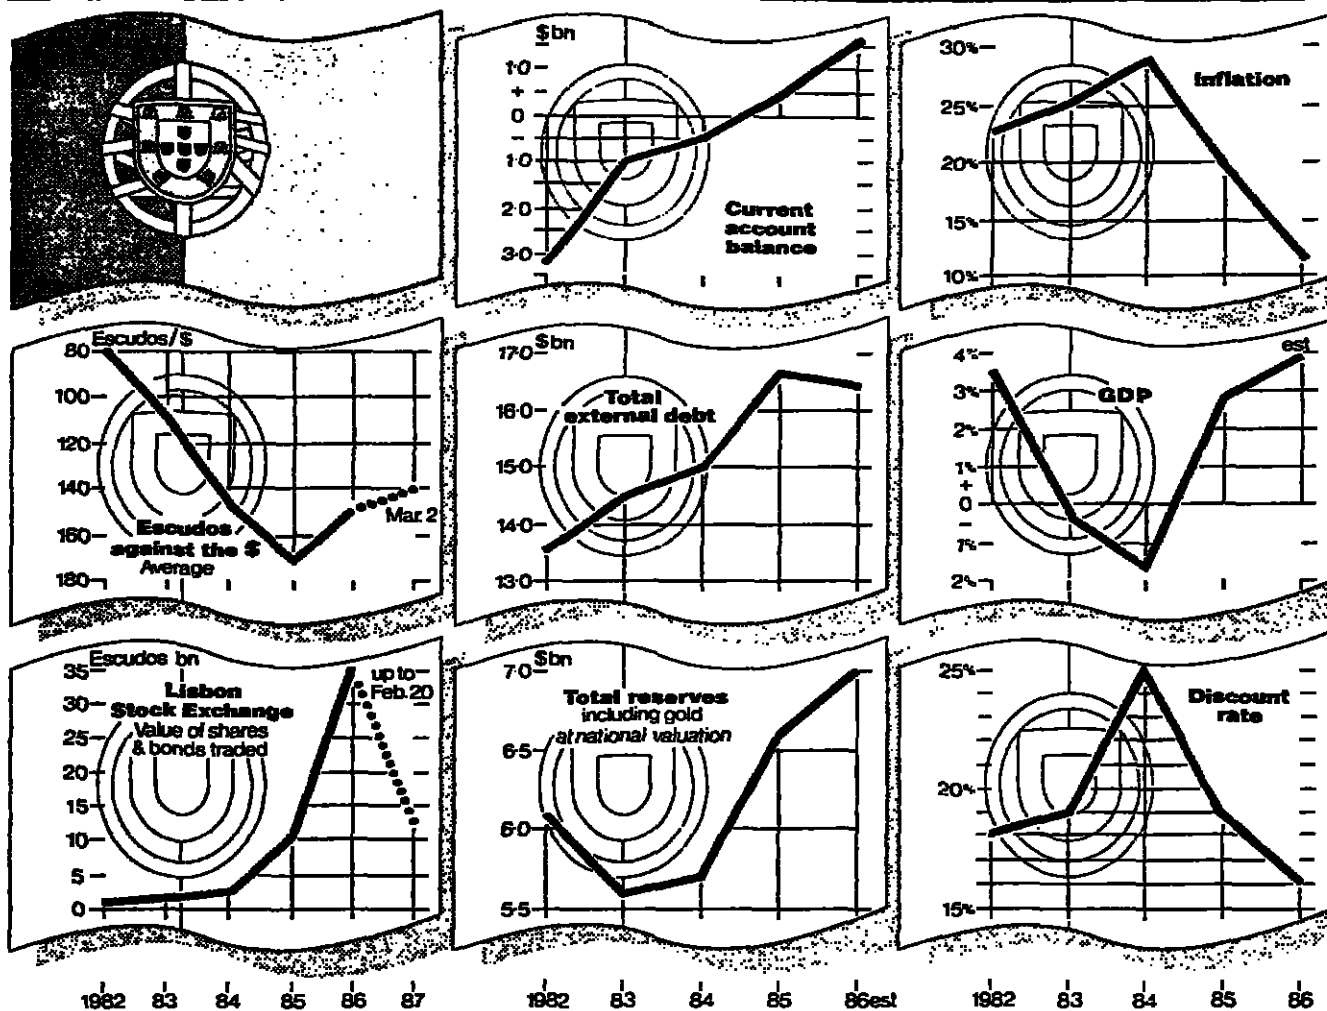 $bn
1·0
+
0
−
1·0
2·0
3·0
Current
account
balance
30%
25%
20%
15%
10%
Inflation
Escudos/$
80
100
120
140
160
180
Mar. 2
Escudos
against the $
Average
$bn
17·0
16·0
15·0
14·0
13·0
Total
external debt
4%
3%
2%
1%
+
0
−
1%
2%
est
GDP
Escudos bn
35
30
25
20
15
10
5
0
Lisbon
Stock Exchange
Value of shares
& bonds traded
up to
Feb. 20
$bn
7·0
6·5
6·0
5·5
Total reserves
including gold
at national valuation
25%
20%
15%
Discount
rate
1982 83 84 85 86 87
1982 83 84 85 86est
1982 83 84 85 86